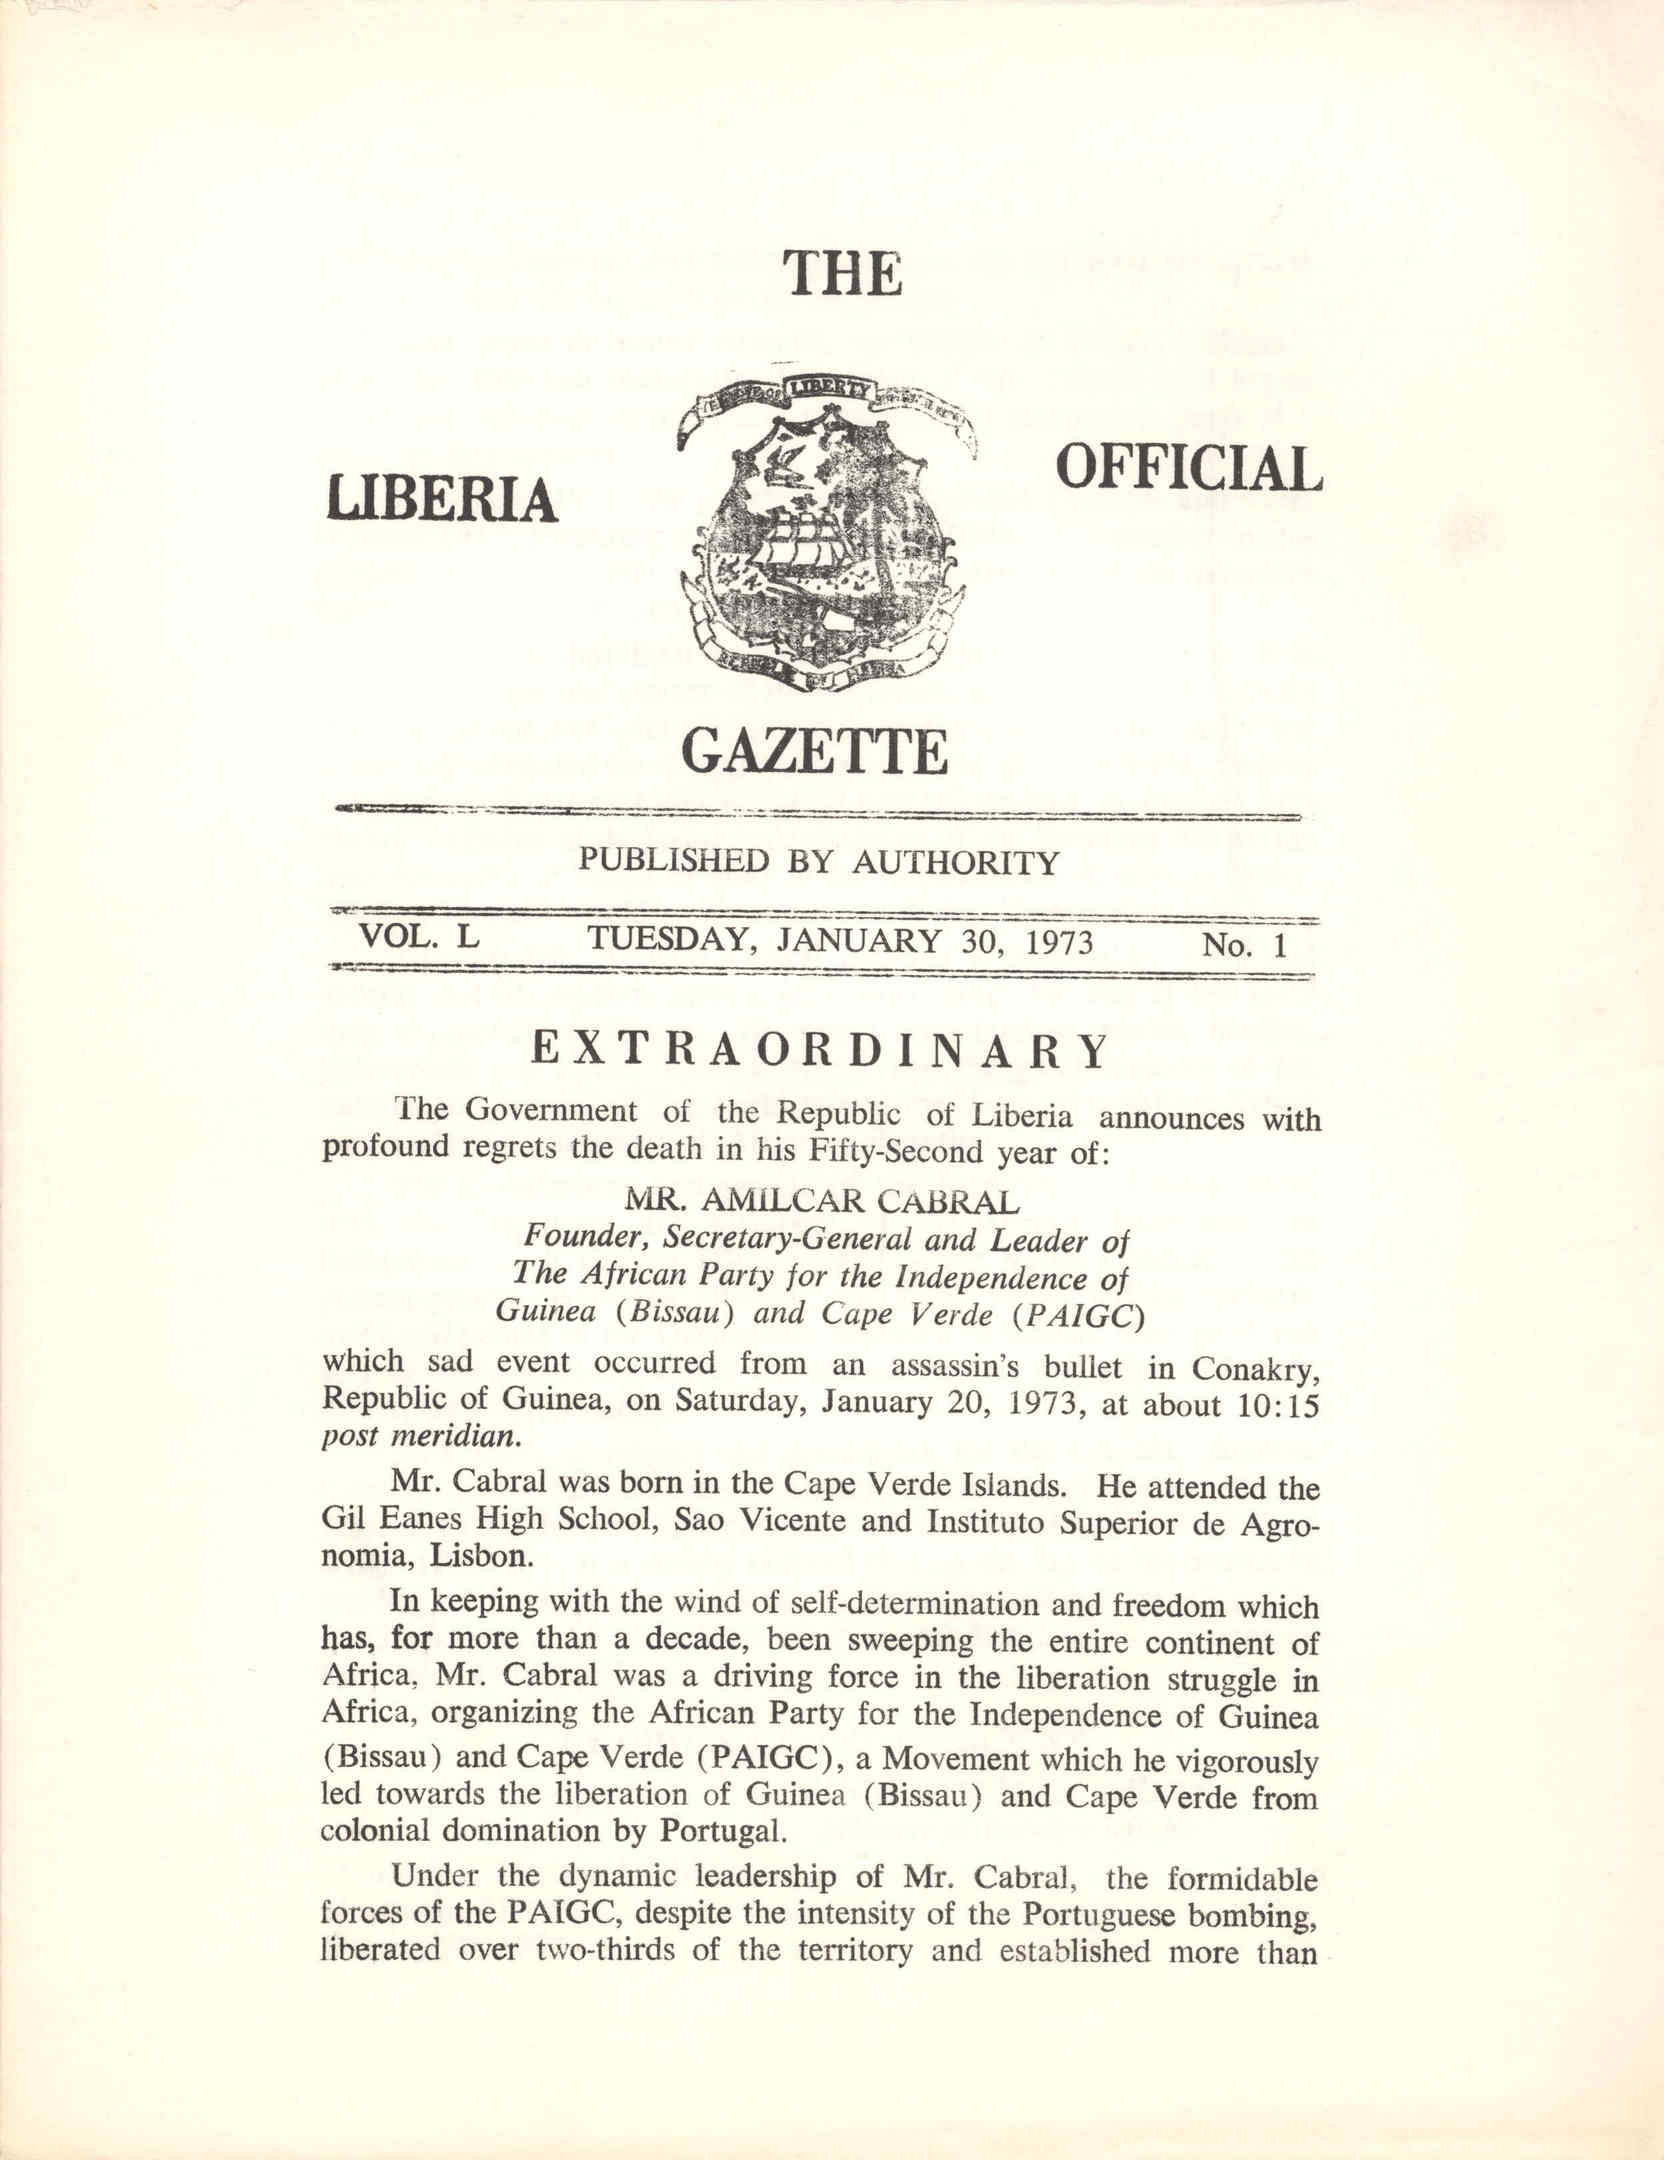 THE
LIBERTY
LIBERIA
OFFICIAL
GAZETTE
PUBLISHED BY AUTHORITY
VOL. L TUESDAY, JANUARY 30, 1973 No. 1
EXTRAORDINARY
The Government of the Republic of Liberia announces with
profound regrets the death in his Fifty-Second year of:
MR. AMILCAR CABRAL
Founder, Secretary-General and Leader of
The African Party for the Independence of
Guinea (Bissau) and Cape Verde (PAIGC)
which sad event occurred from an assassin's bullet in Conakry,
Republic of Guinea, on Saturday, January 20, 1973, at about 10:15
post meridian.
Mr. Cabral was born in the Cape Verde Islands. He attended the
Gil Eanes High School, Sao Vicente and Instituto Superior de Agro-
nomia, Lisbon.
In keeping with the wind of self-determination and freedom which
has, for more than a decade, been sweeping the entire continent of
Africa, Mr. Cabral was a driving force in the liberation struggle in
Africa, organizing the African Party for the Independence of Guinea
(Bissau) and Cape Verde (PAIGC), a Movement which he vigorously
led towards the liberation of Guinea (Bissau) and Cape Verde from
colonial domination by Portugal.
Under the dynamic leadership of Mr. Cabral, the formidable
forces of the PAIGC, despite the intensity of the Portuguese bombing,
liberated over two-thirds of the territory and established more than